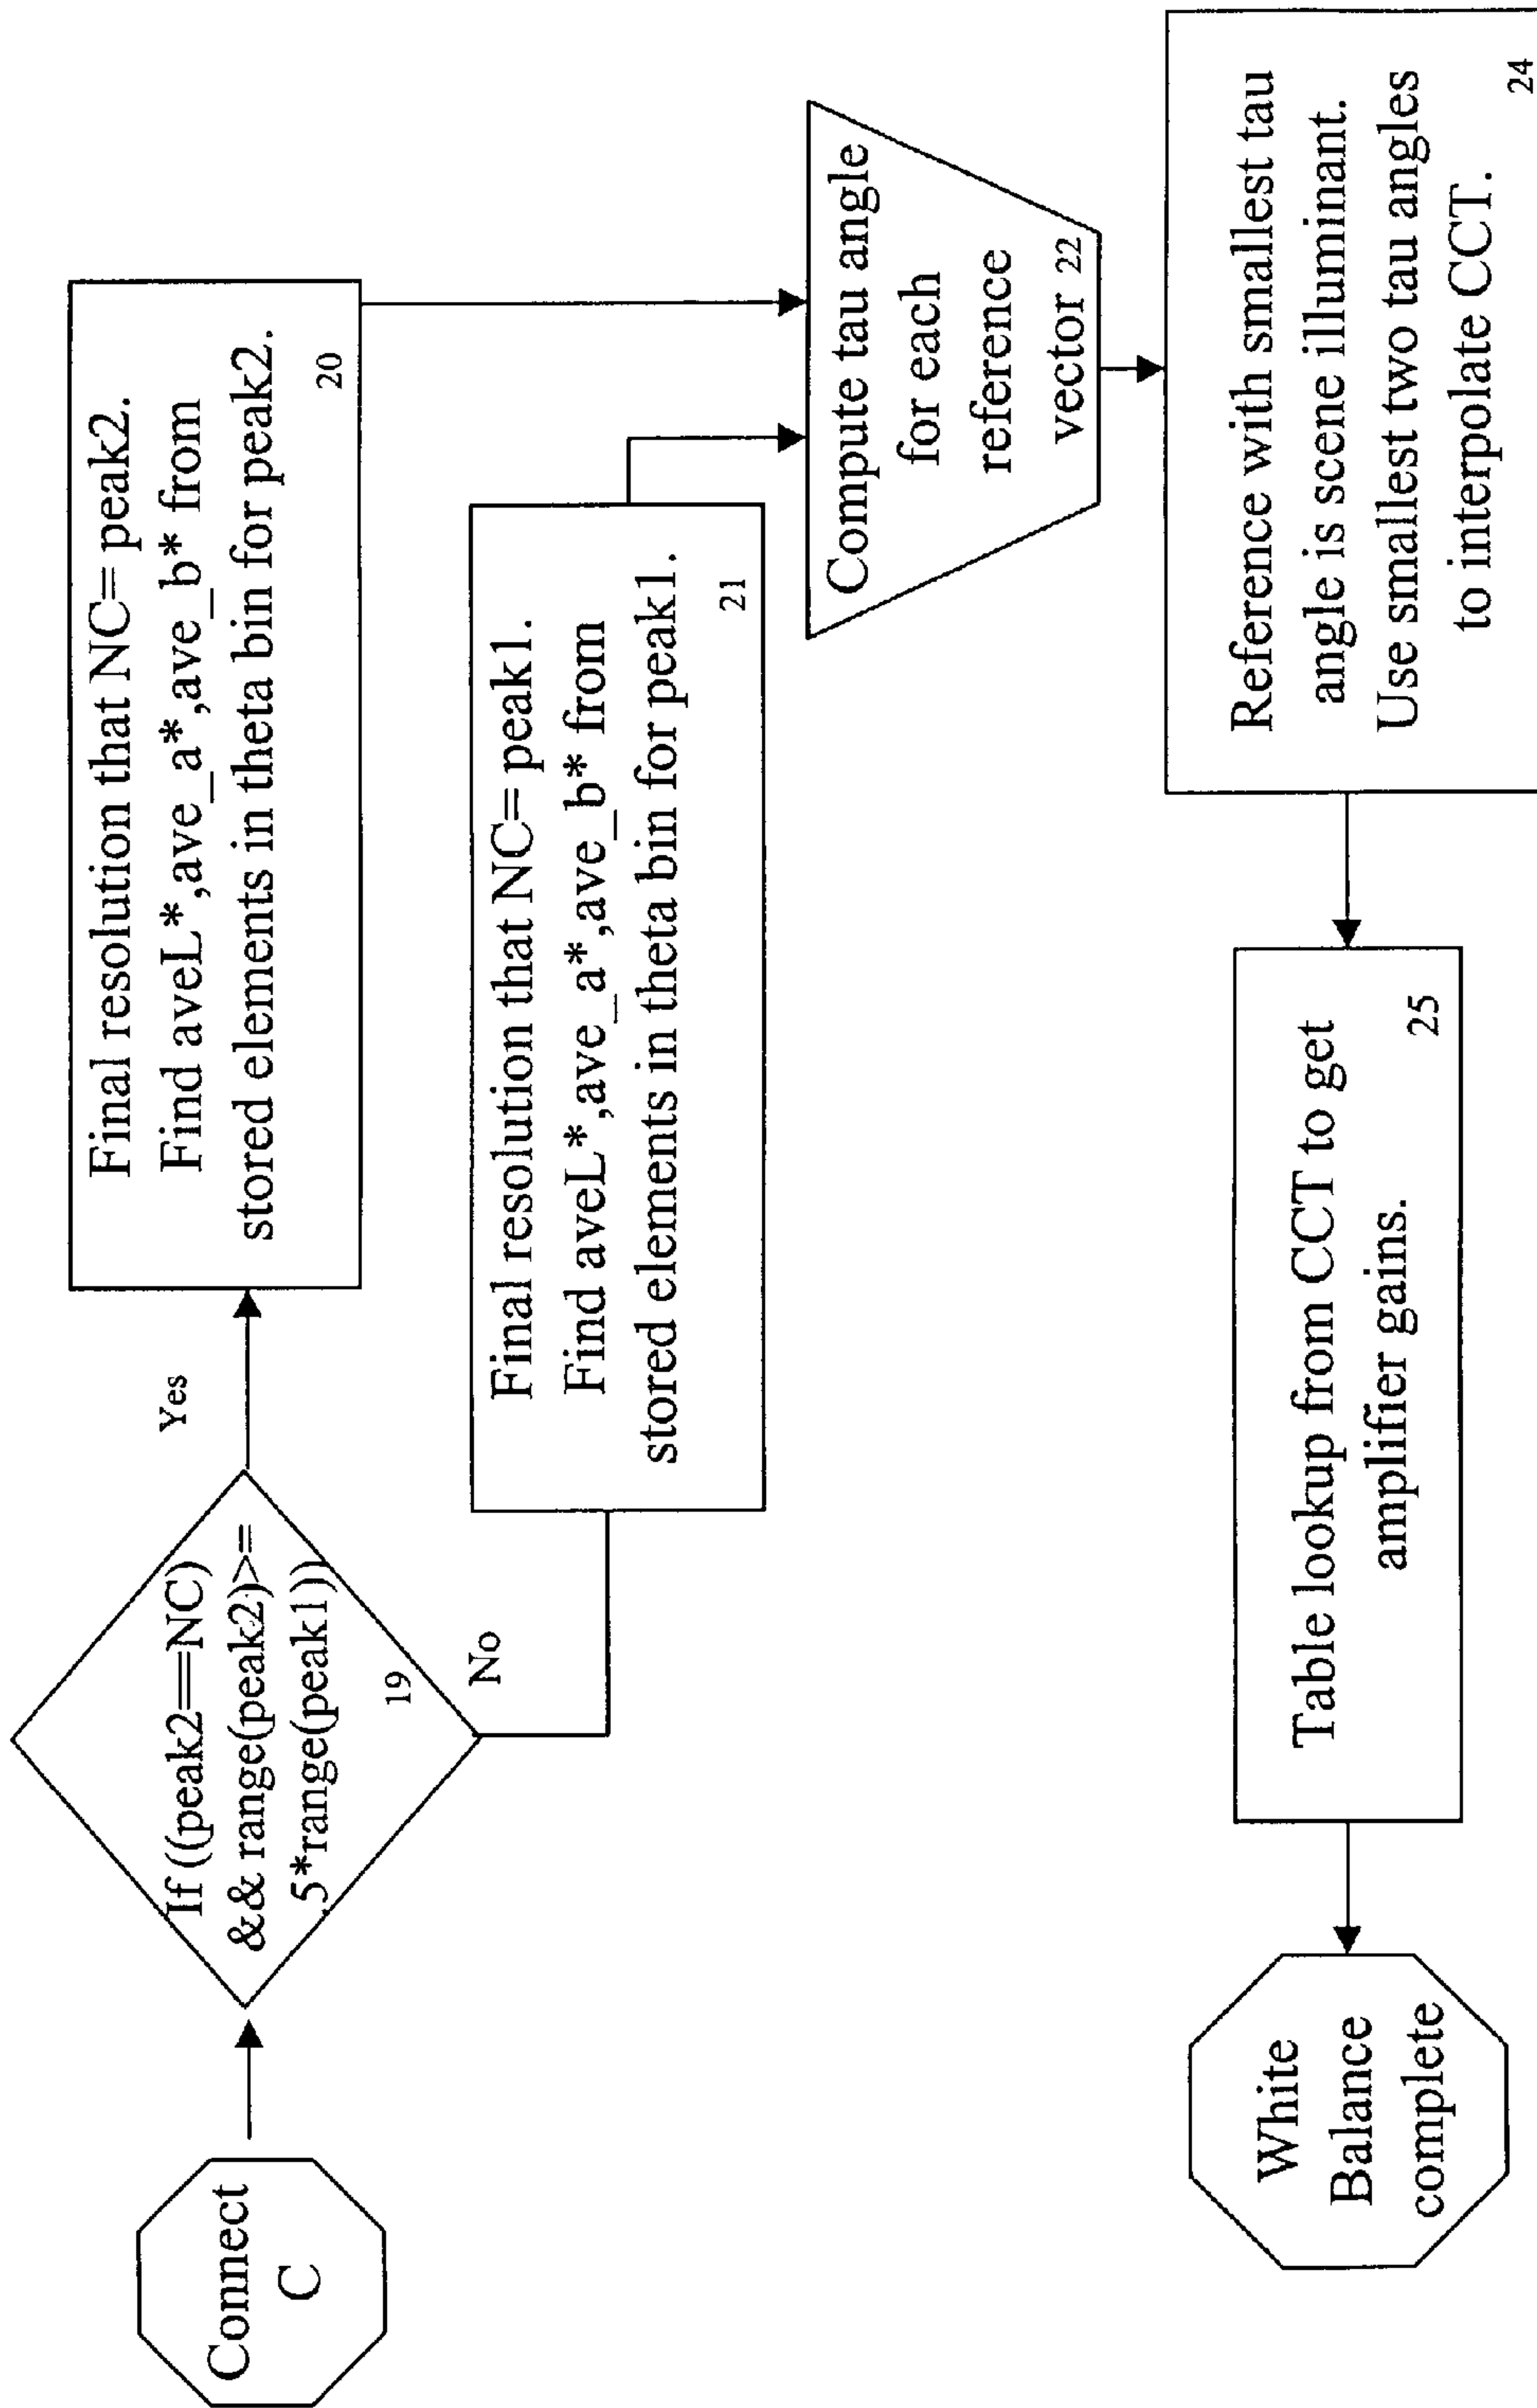 Connect
C
If ((peak2==NC)
&& range(peak2)>=
.5*range(peak1))
19
Yes
No
Final resolution that NC= peak2.
Find aveL*,ave_a*,ave_b* from
stored elements in theta bin for peak2.
20
Final resolution that NC= peak1.
Find aveL*,ave_a*,ave_b* from
stored elements in theta bin for peak1.
21
Compute tau angle
for each
reference
vector 22
Reference with smallest tau
angle is scene illuminant.
Use smallest two tau angles
to interpolate CCT.
24
Table lookup from CCT to get
amplifier gains.
25
White
Balance
complete